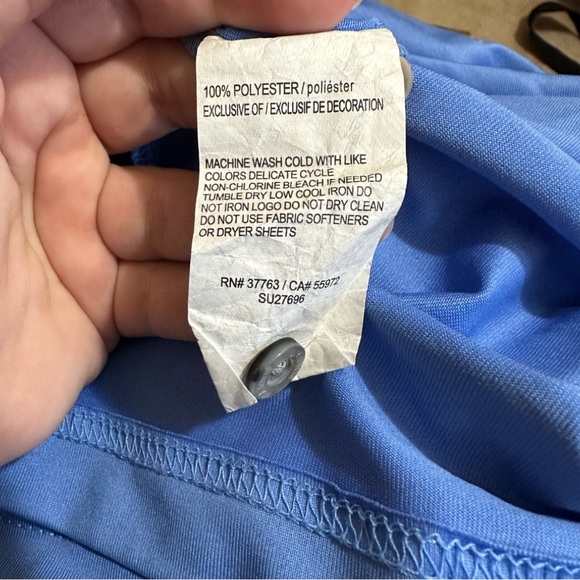 100% POLYESTER / poliéster
EXCLUSIVE OF / EXCLUSIF DE DECORATION
MACHINE WASH COLD WITH LIKE
COLORS DELICATE CYCLE
NON-CHLORINE BLEACH IF NEEDED
TUMBLE DRY LOW COOL IRON DO
NOT IRON LOGO DO NOT DRY CLEAN
DO NOT USE FABRIC SOFTENERS
OR DRYER SHEETS
RN# 37763 / CA# 55972
SU27696